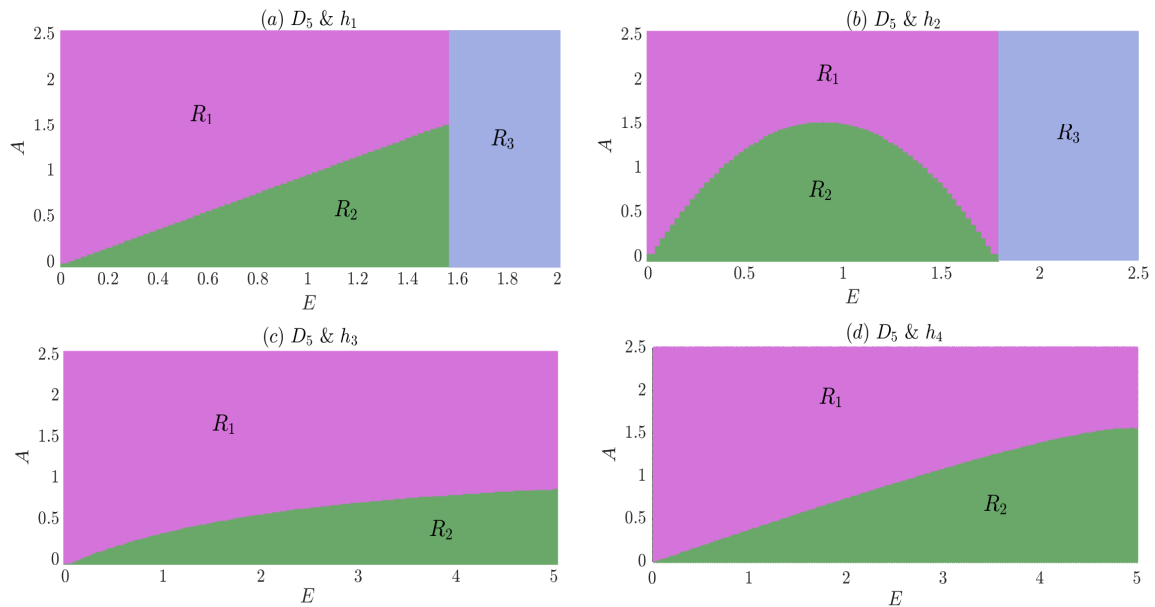 (a) D₅ & h₁
2.5
2
1.5
1
0.5
0
A
R₁
R₂
R₃
0 0.2 0.4 0.6 0.8 1 1.2 1.4 1.6 1.8 2
E
(b) D₅ & h₂
2.5
2
1.5
1
0.5
0
A
R₁
R₂
R₃
0 0.5 1 1.5 2 2.5
E
(c) D₅ & h₃
2.5
2
1.5
1
0.5
0
A
R₁
R₂
0 1 2 3 4 5
E
(d) D₅ & h₄
2.5
2
1.5
1
0.5
0
A
R₁
R₂
0 1 2 3 4 5
E